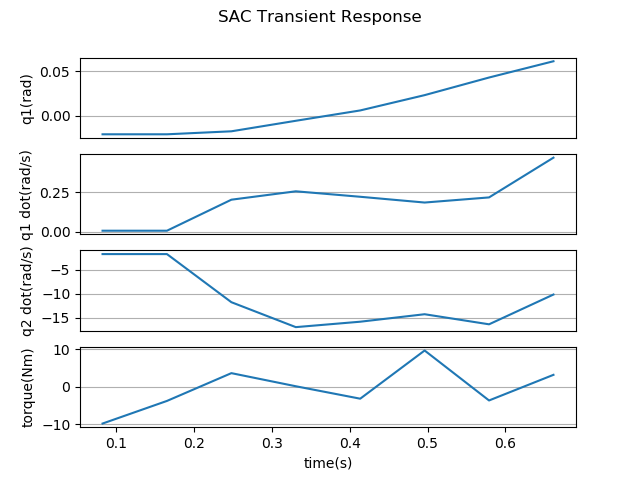 SAC Transient Response
q1(rad)
0.05
0.00
q1 dot(rad/s)
0.25
0.00
q2 dot(rad/s)
−5
−10
−15
torque(Nm)
10
0
−10
0.1 0.2 0.3 0.4 0.5 0.6
time(s)